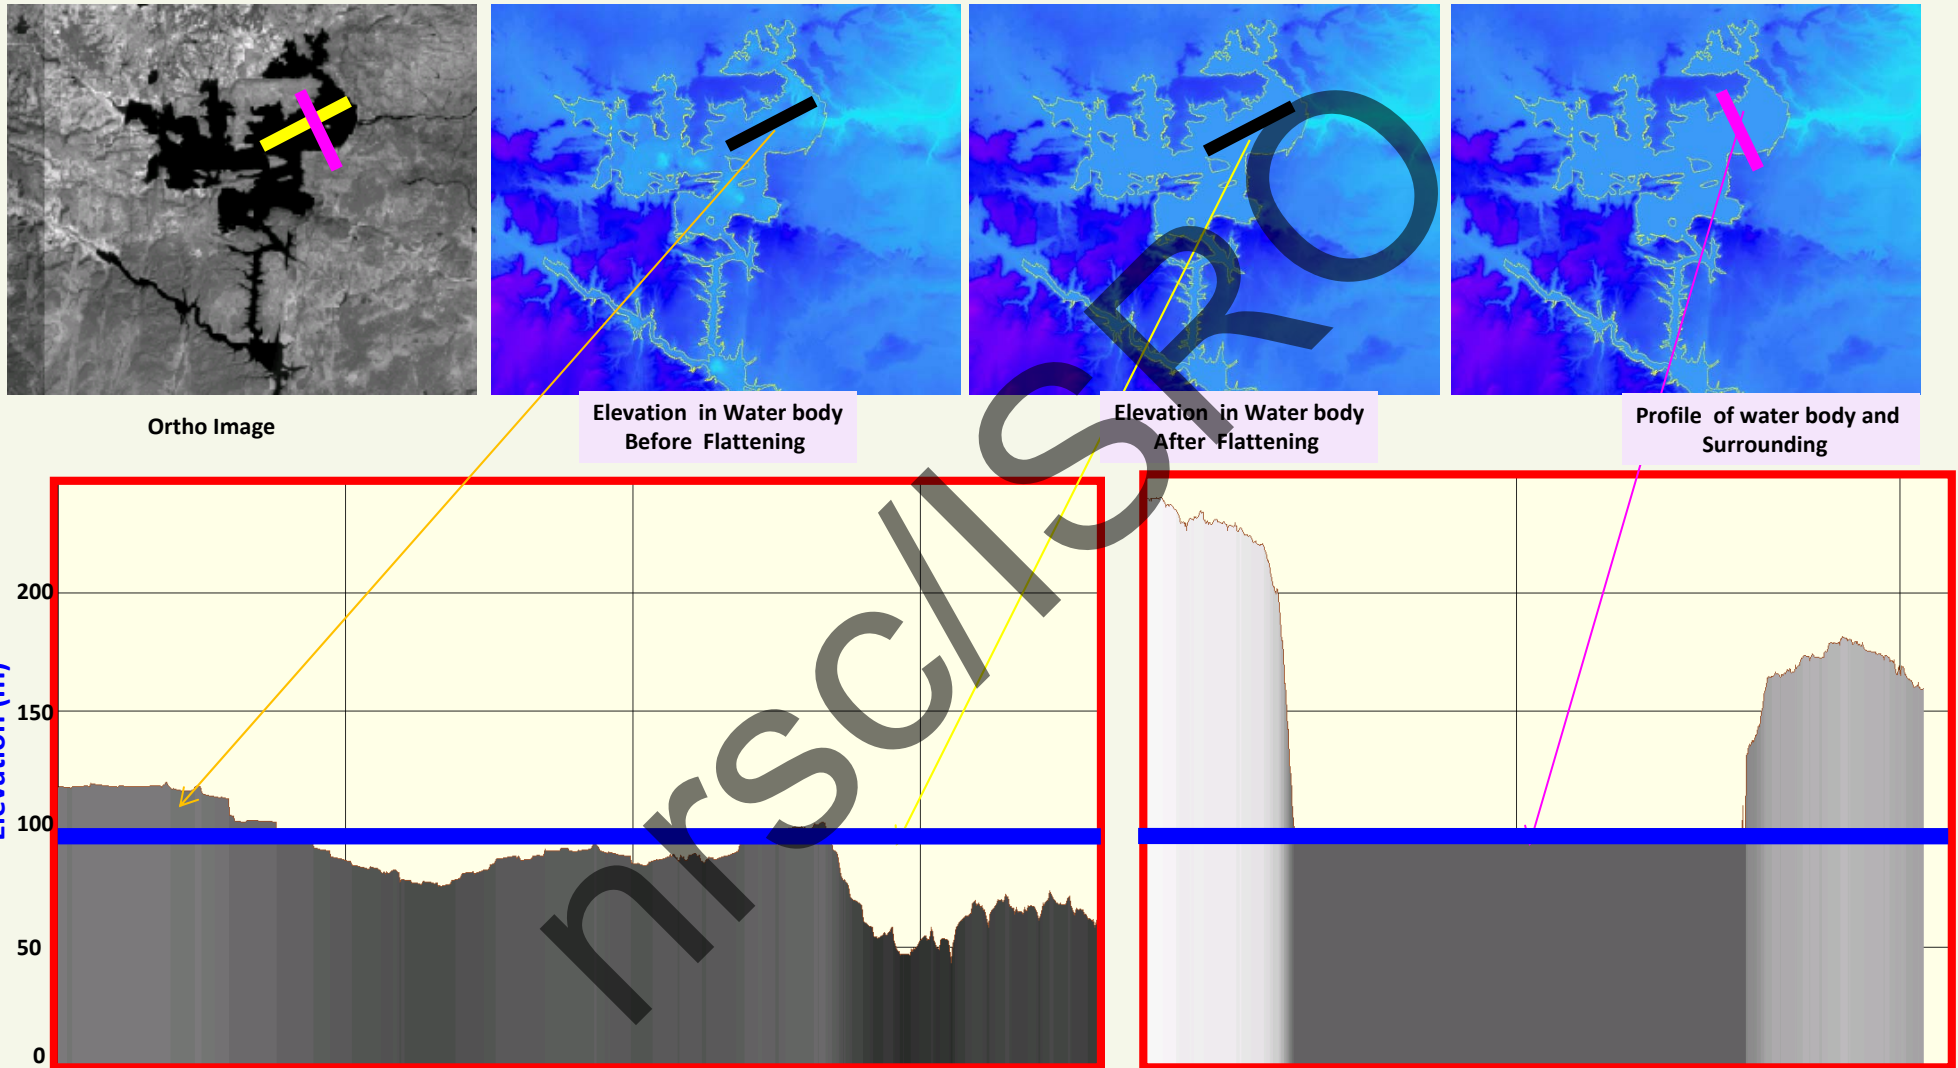 Ortho Image
Elevation in Water body
Before Flattening
Elevation in Water body
After Flattening
Profile of water body and
Surrounding
200
150
100
50
0
Elevation (m)
nrsc/ISRO